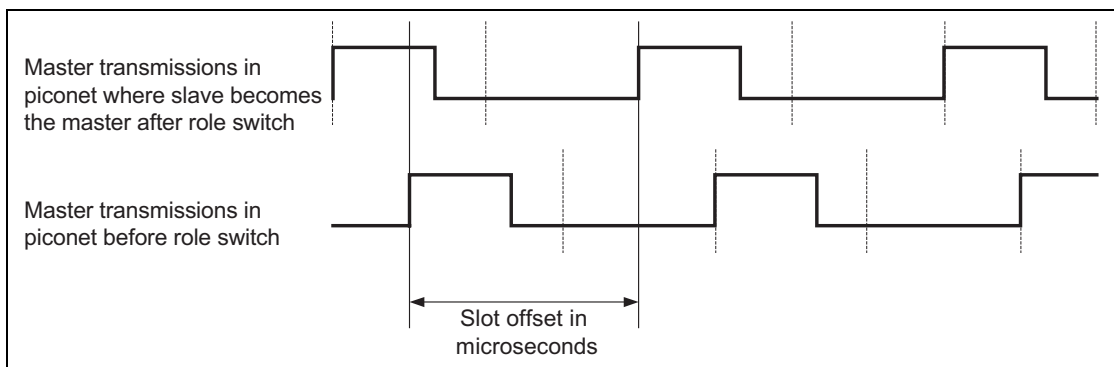 Master transmissions in
piconet where slave becomes
the master after role switch
Master transmissions in
piconet before role switch
Slot offset in
microseconds